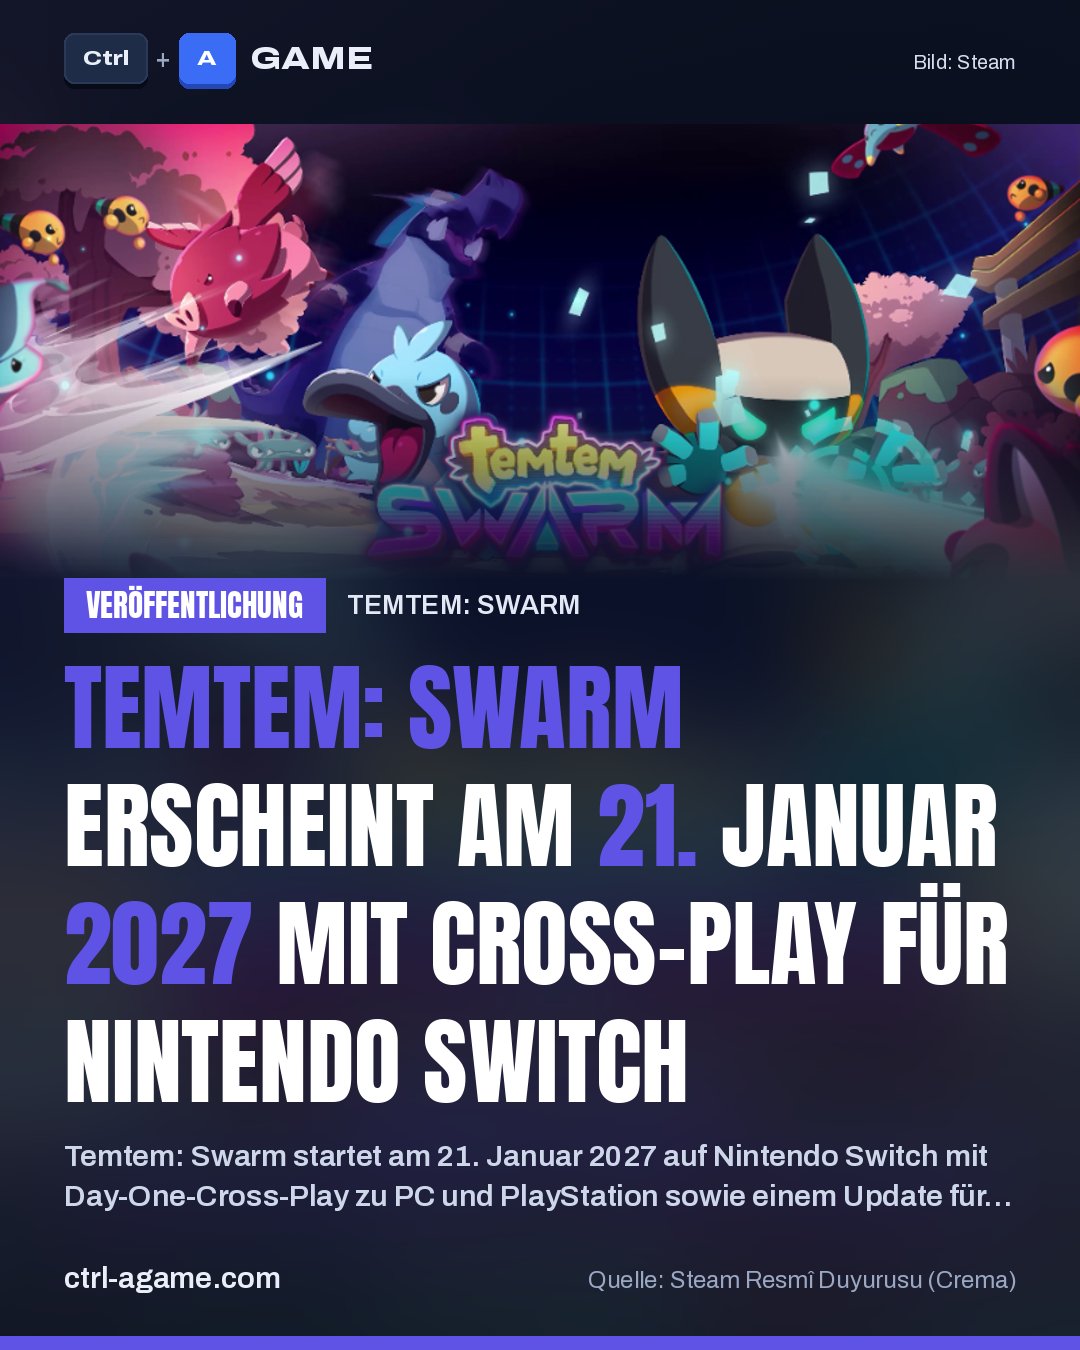 Ctrl + A GAME
Bild: Steam
temtem
SWARM
VERÖFFENTLICHUNG TEMTEM: SWARM
TEMTEM: SWARM
ERSCHEINT AM 21. JANUAR
2027 MIT CROSS-PLAY FÜR
NINTENDO SWITCH
Temtem: Swarm startet am 21. Januar 2027 auf Nintendo Switch mit
Day-One-Cross-Play zu PC und PlayStation sowie einem Update für…
ctrl-agame.com
Quelle: Steam Resmî Duyurusu (Crema)